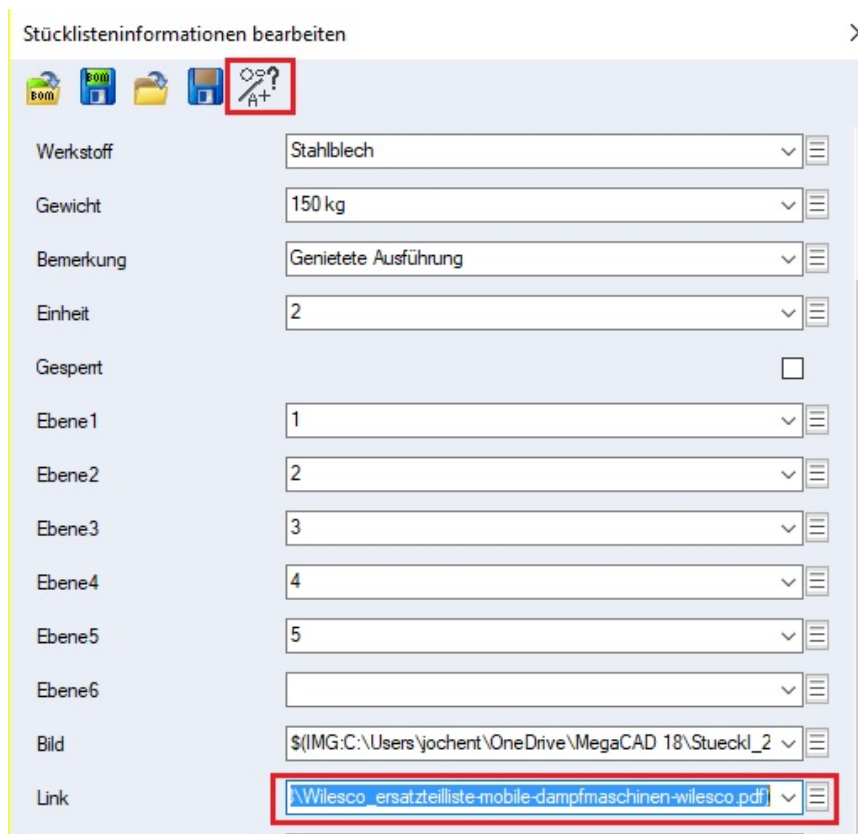 Stücklisteninformationen bearbeiten
BOM BOM A+ ?
Werkstoff Stahlblech
Gewicht 150 kg
Bemerkung Genietete Ausführung
Einheit 2
Gesperrt
Ebene1 1
Ebene2 2
Ebene3 3
Ebene4 4
Ebene5 5
Ebene6
Bild $(IMG:C:\Users\jochent\OneDrive\MegaCAD 18\Stueckl_2
Link \Wilesco_ersatzteilliste-mobile-dampfmaschinen-wilesco.pdf)